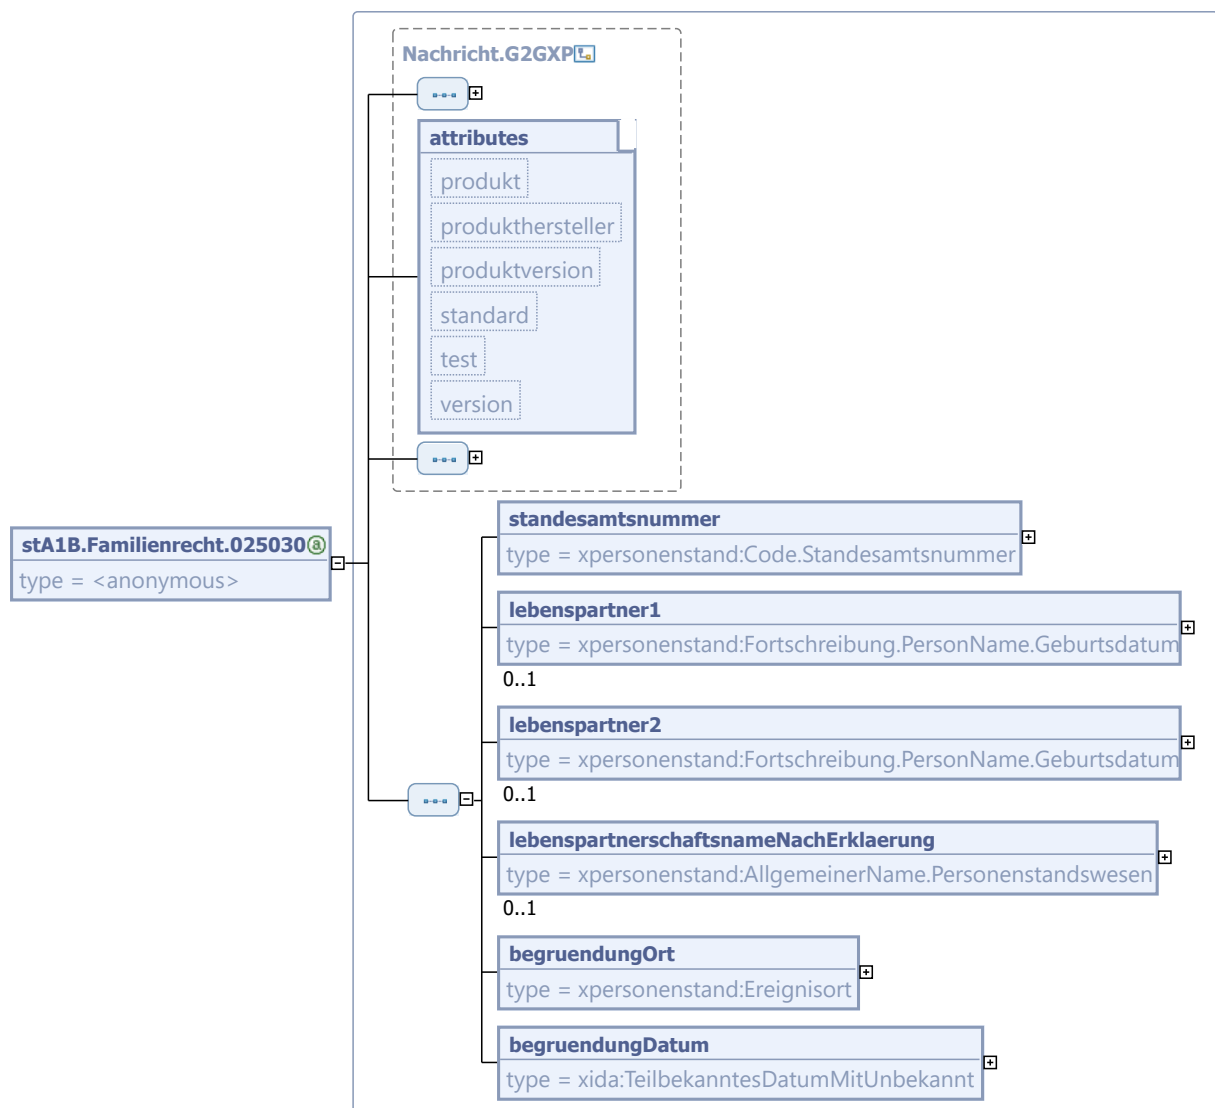 Nachricht.G2GXP
attributes
produkt
produkthersteller
produktversion
standard
test
version
stA1B.Familienrecht.025030
type = <anonymous>
standesamtsnummer
type = xpersonenstand:Code.Standesamtsnummer
lebenspartner1
type = xpersonenstand:Fortschreibung.PersonName.Geburtsdatum
0..1
lebenspartner2
type = xpersonenstand:Fortschreibung.PersonName.Geburtsdatum
0..1
lebenspartnerschaftsnameNachErklaerung
type = xpersonenstand:AllgemeinerName.Personenstandswesen
0..1
begruendungOrt
type = xpersonenstand:Ereignisort
begruendungDatum
type = xida:TeilbekanntesDatumMitUnbekannt